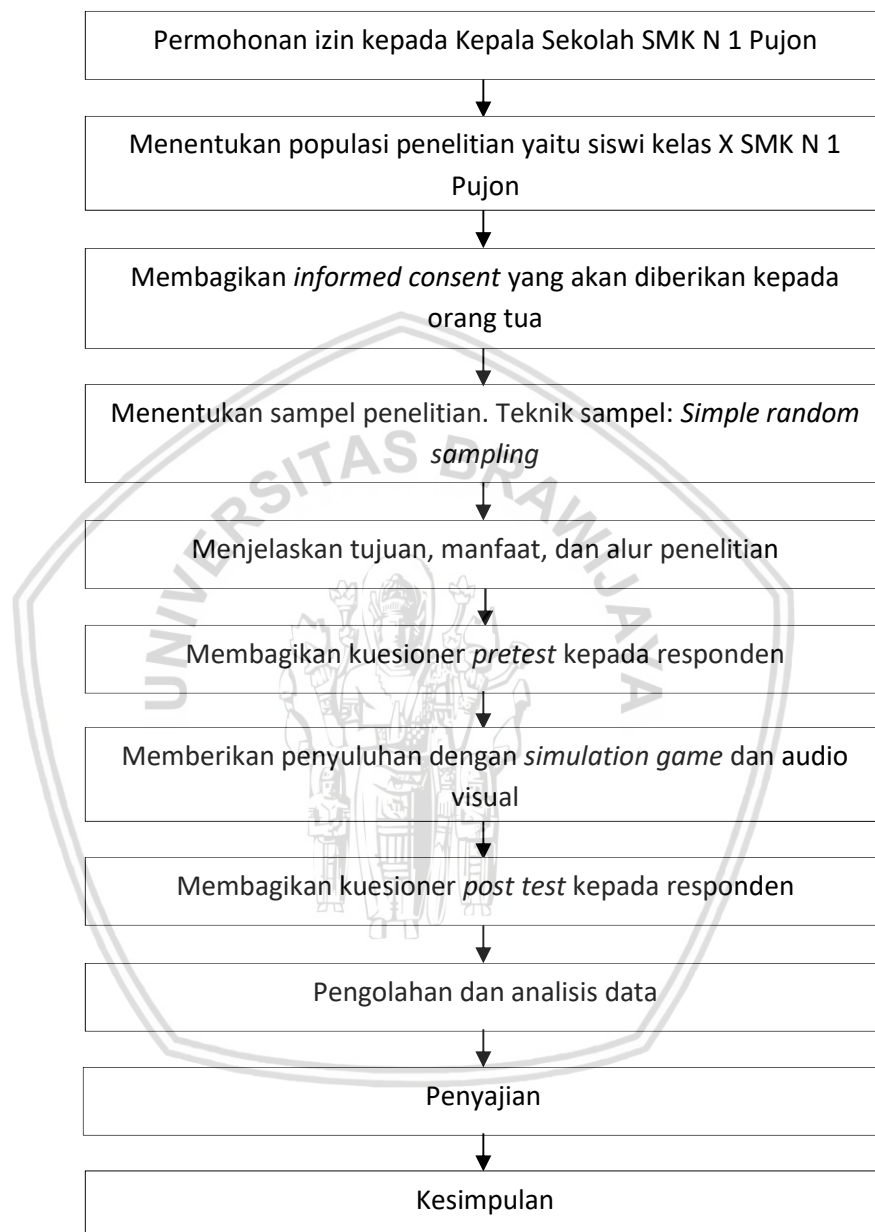 Permohonan izin kepada Kepala Sekolah SMK N 1 Pujon
Menentukan populasi penelitian yaitu siswi kelas X SMK N 1
Pujon
Membagikan informed consent yang akan diberikan kepada
orang tua
Menentukan sampel penelitian. Teknik sampel: Simple random
sampling
UNIVERSITAS BRAWIJAYA
Menjelaskan tujuan, manfaat, dan alur penelitian
Membagikan kuesioner pretest kepada responden
Memberikan penyuluhan dengan simulation game dan audio
visual
Membagikan kuesioner post test kepada responden
Pengolahan dan analisis data
Penyajian
Kesimpulan